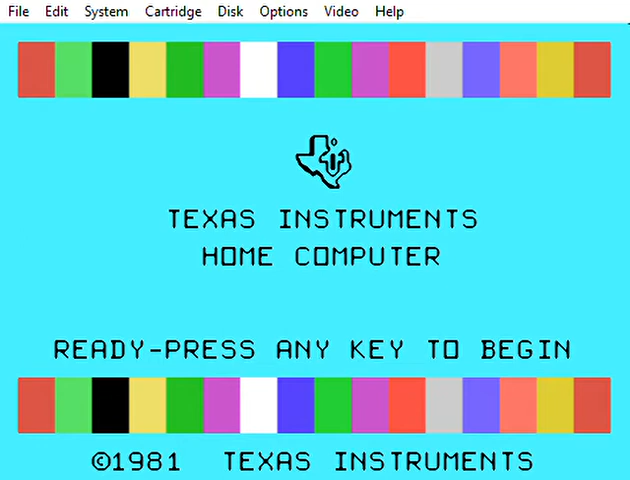 File Edit System Cartridge Disk Options Video Help
TEXAS INSTRUMENTS
HOME COMPUTER
READY-PRESS ANY KEY TO BEGIN
©1981 TEXAS INSTRUMENTS